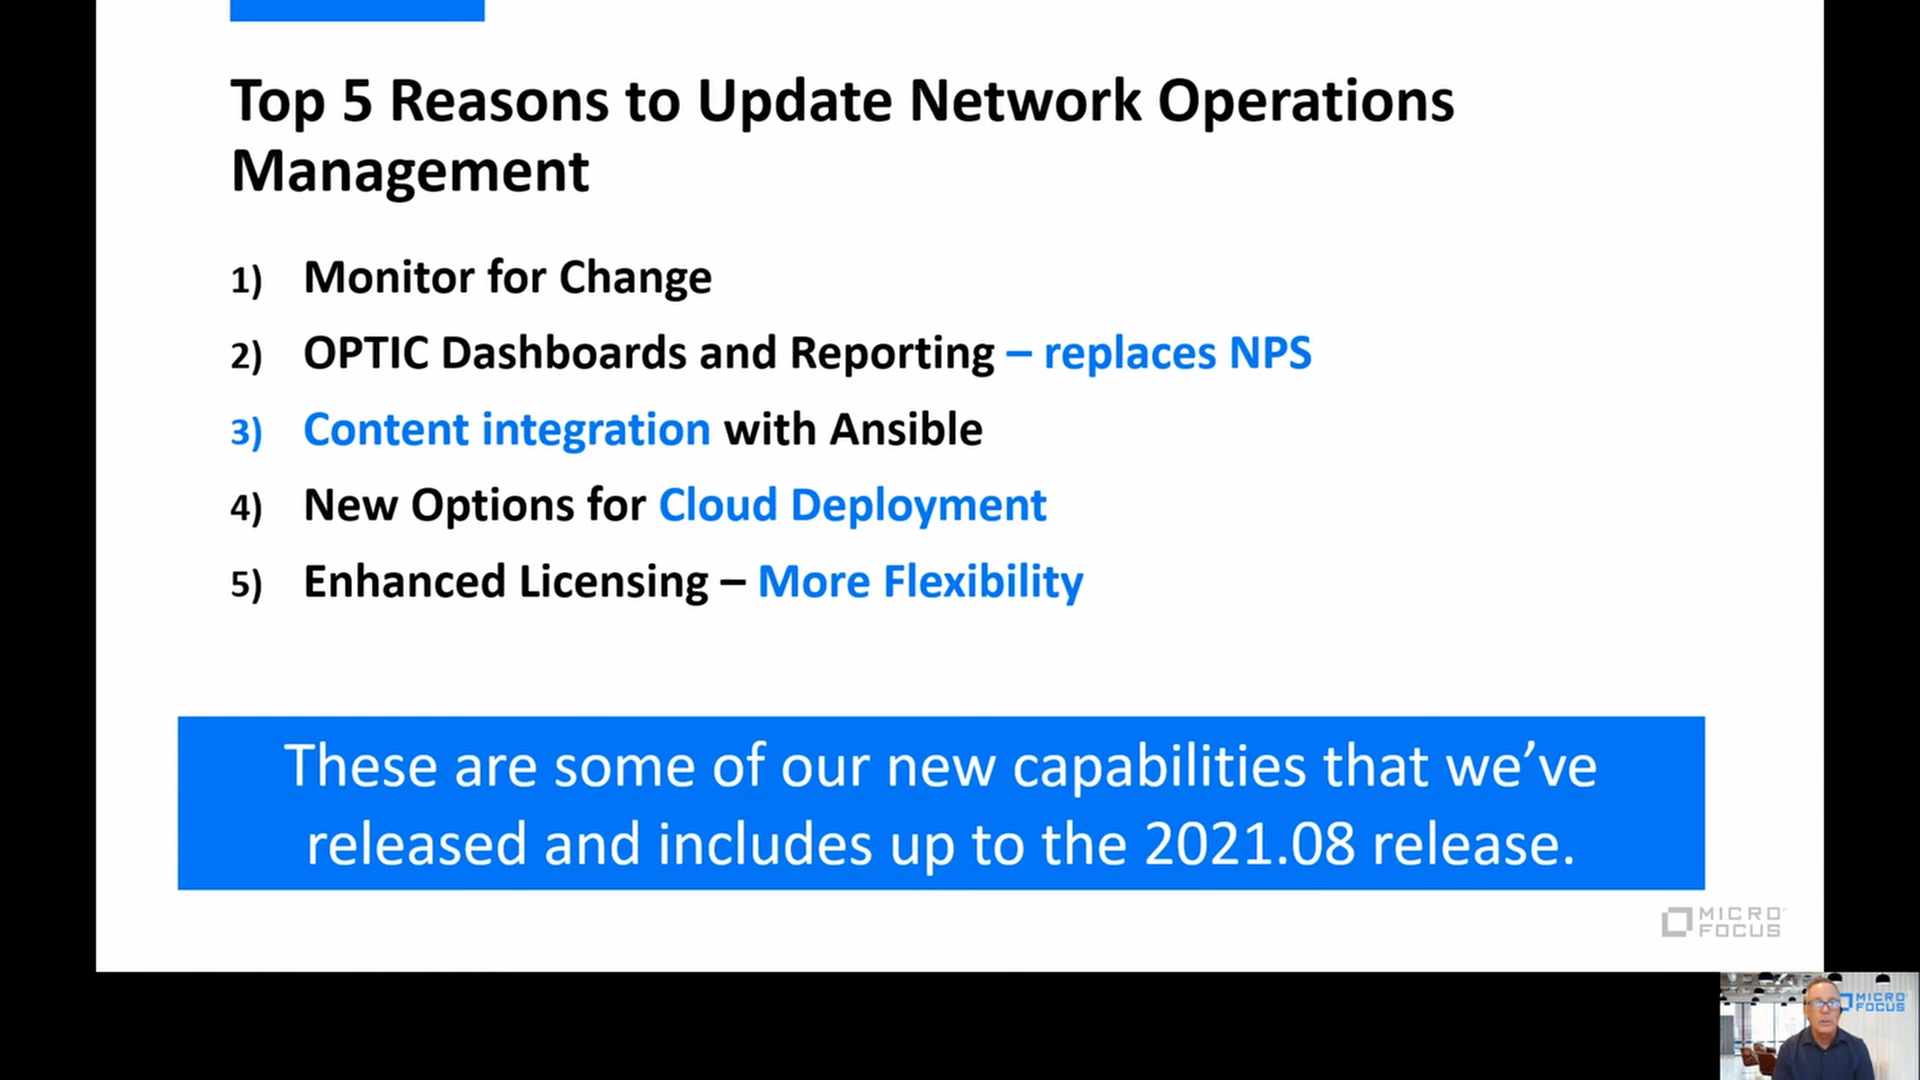 Top 5 Reasons to Update Network Operations
Management
1) Monitor for Change
2) OPTIC Dashboards and Reporting – replaces NPS
3) Content integration with Ansible
4) New Options for Cloud Deployment
5) Enhanced Licensing – More Flexibility
These are some of our new capabilities that we’ve
released and includes up to the 2021.08 release.
MICRO
FOCUS
MICRO
FOCUS